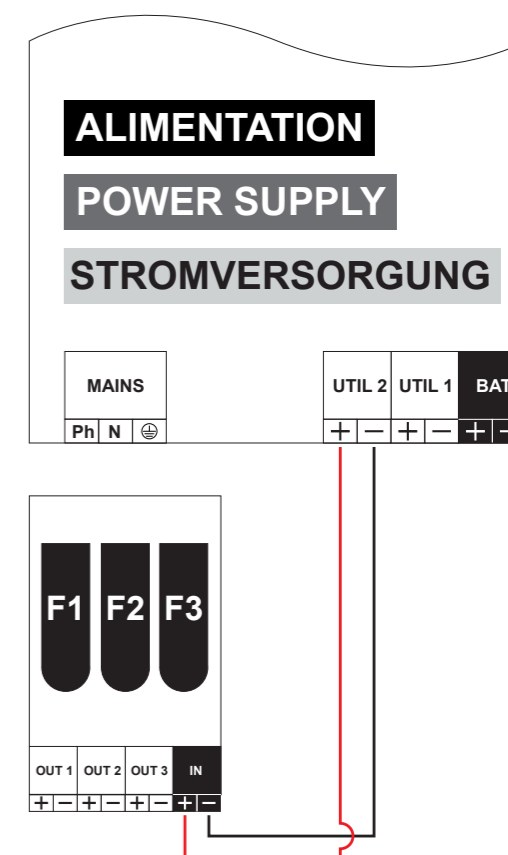 ALIMENTATION
POWER SUPPLY
STROMVERSORGUNG
MAINS UTIL 2 UTIL 1 BAT
Ph N ⏚ + − + − + −
F1 F2 F3
OUT 1 OUT 2 OUT 3 IN
+ − + − + − + −